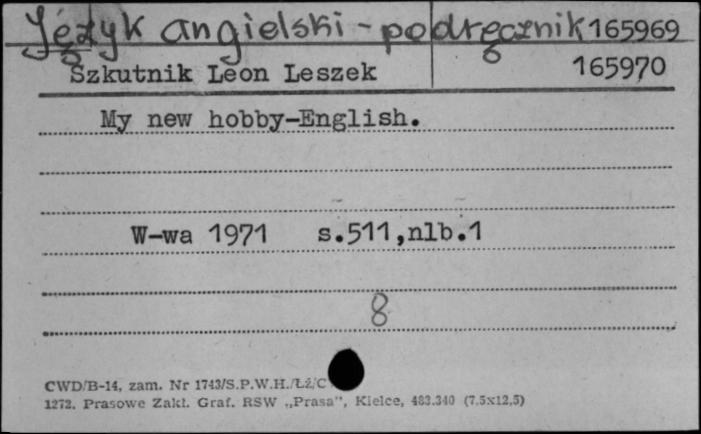 Język angielski - podręcznik 165969
Szkutnik Leon Leszek 165970
My new hobby-English.
W-wa 1971 s.511,nlb.1
8
CWD/B-14, zam. Nr 1743/S.P.W.H./Łż/C
1272. Prasowe Zakł. Graf. RSW „Prasa”, Kielce, 483.340 (7,5x12,5)